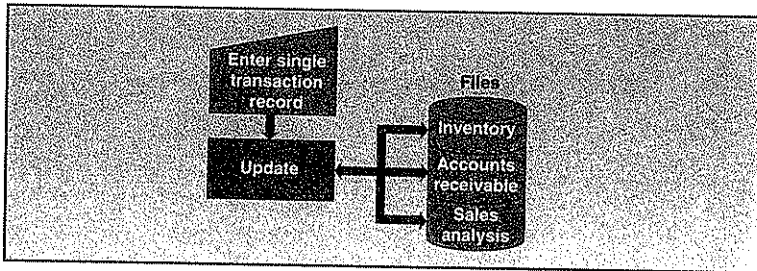 Enter single
transaction
record
Update
Files
Inventory
Accounts
receivable
Sales
analysis